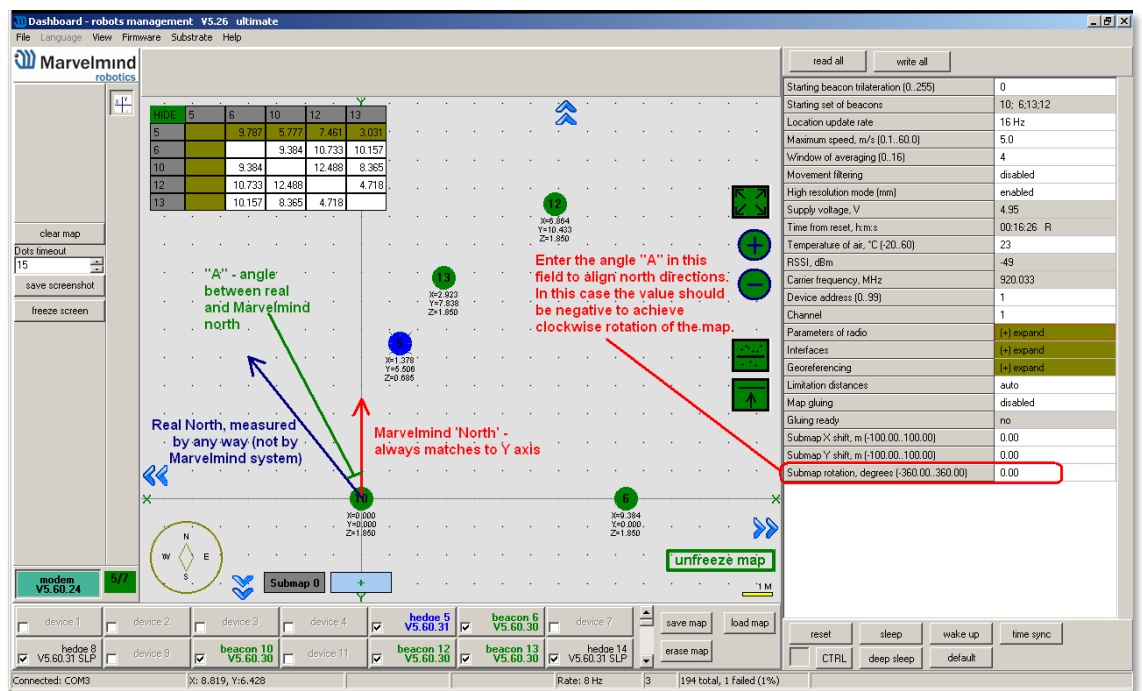 Dashboard - robots management V5.26 ultimate
File Language View Firmware Substrate Help
Marvelmind
robotics
clear map
Dots timeout
15
save screenshot
freeze screen
modem
V5.60.24
5/7
HIDE 5 6 10 12 13
5 9.787 5.777 7.461 3.031
6 9.384 10.733 10.157
10 9.384 12.488 8.365
12 10.733 12.488 4.718
13 10.157 8.365 4.718
Y
12
X=6.864
Y=10.433
Z=1.850
13
X=2.923
Y=7.838
Z=1.850
5
X=1.378
Y=5.506
Z=0.685
"A" - angle
between real
and Marvelmind
north
Enter the angle "A" in this
field to align north directions.
In this case the value should
be negative to achieve
clockwise rotation of the map.
Real North, measured
by any way (not by
Marvelmind system)
Marvelmind 'North' -
always matches to Y axis
X
10
X=0.000
Y=0.000
Z=1.850
6
X=9.384
Y=0.000
Z=1.850
X
N
W E
S
Submap 0 +
Y
unfreeze map
1 M
read all write all
Starting beacon trilateration (0..255) 0
Starting set of beacons 10; 6;13;12
Location update rate 16 Hz
Maximum speed, m/s (0.1..60.0) 5.0
Window of averaging (0..16) 4
Movement filtering disabled
High resolution mode (mm) enabled
Supply voltage, V 4.95
Time from reset, h:m:s 00:16:26 R
Temperature of air, °C (-20..60) 23
RSSI, dBm -49
Carrier frequency, MHz 920.033
Device address (0..99) 1
Channel 1
Parameters of radio (+) expand
Interfaces (+) expand
Georeferencing (+) expand
Limitation distances auto
Map gluing disabled
Gluing ready no
Submap X shift, m (-100.00..100.00) 0.00
Submap Y shift, m (-100.00..100.00) 0.00
Submap rotation, degrees (-360.00..360.00) 0.00
device 1
device 2
device 3
device 4
hedge 5
V5.60.31
beacon 6
V5.60.30
device 7
hedge 8
V5.60.31 SLP
device 9
beacon 10
V5.60.30
device 11
beacon 12
V5.60.30
beacon 13
V5.60.30
hedge 14
V5.60.31 SLP
save map load map
erase map
reset sleep wake up time sync
CTRL deep sleep default
Connected: COM3 X: 8.819, Y:6.428 Rate: 8 Hz 3 194 total, 1 failed (1%)